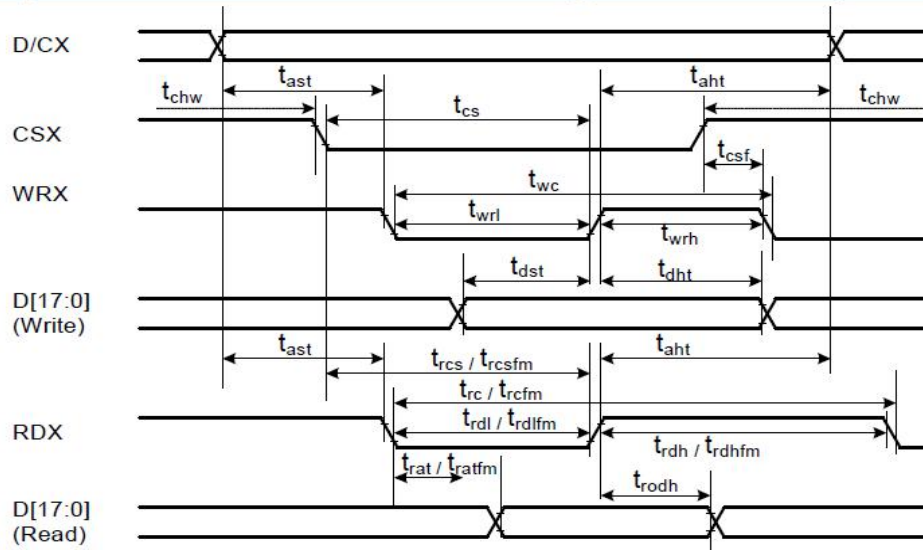 D/CX
t_ast t_aht
t_chw t_cs t_chw
CSX
t_csf
WRX t_wc
t_wrl t_wrh
t_dst t_dht
D[17:0]
(Write)
t_ast t_aht
t_rcs / t_rcsfm
t_rc / t_rcfm
RDX t_rdl / t_rdlfm
t_rdh / t_rdhfm
t_rat / t_ratfm t_rodh
D[17:0]
(Read)